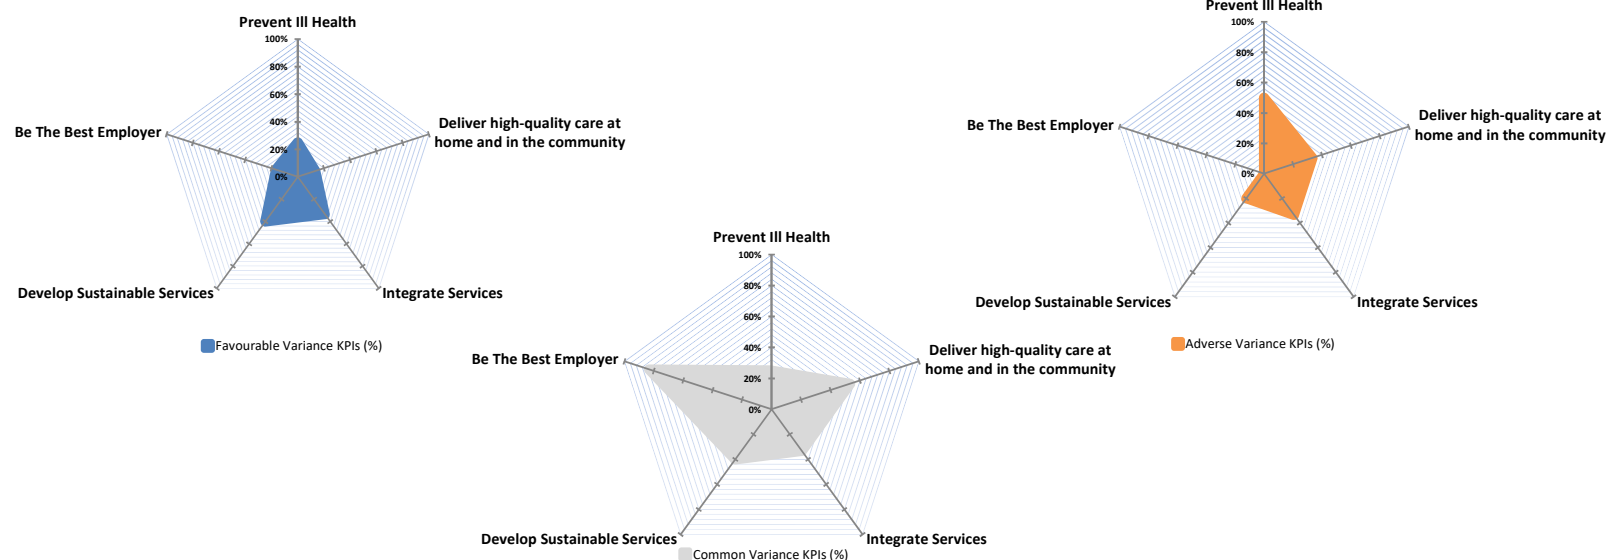 Prevent Ill Health
100%
80%
60%
40%
20%
0%
Be The Best Employer
Deliver high-quality care at
home and in the community
Develop Sustainable Services
Integrate Services
Favourable Variance KPIs (%)
Prevent Ill Health
100%
80%
60%
40%
20%
0%
Be The Best Employer
Deliver high-quality care at
home and in the community
Develop Sustainable Services
Integrate Services
Common Variance KPIs (%)
Prevent Ill Health
100%
80%
60%
40%
20%
0%
Be The Best Employer
Deliver high-quality care at
home and in the community
Develop Sustainable Services
Integrate Services
Adverse Variance KPIs (%)